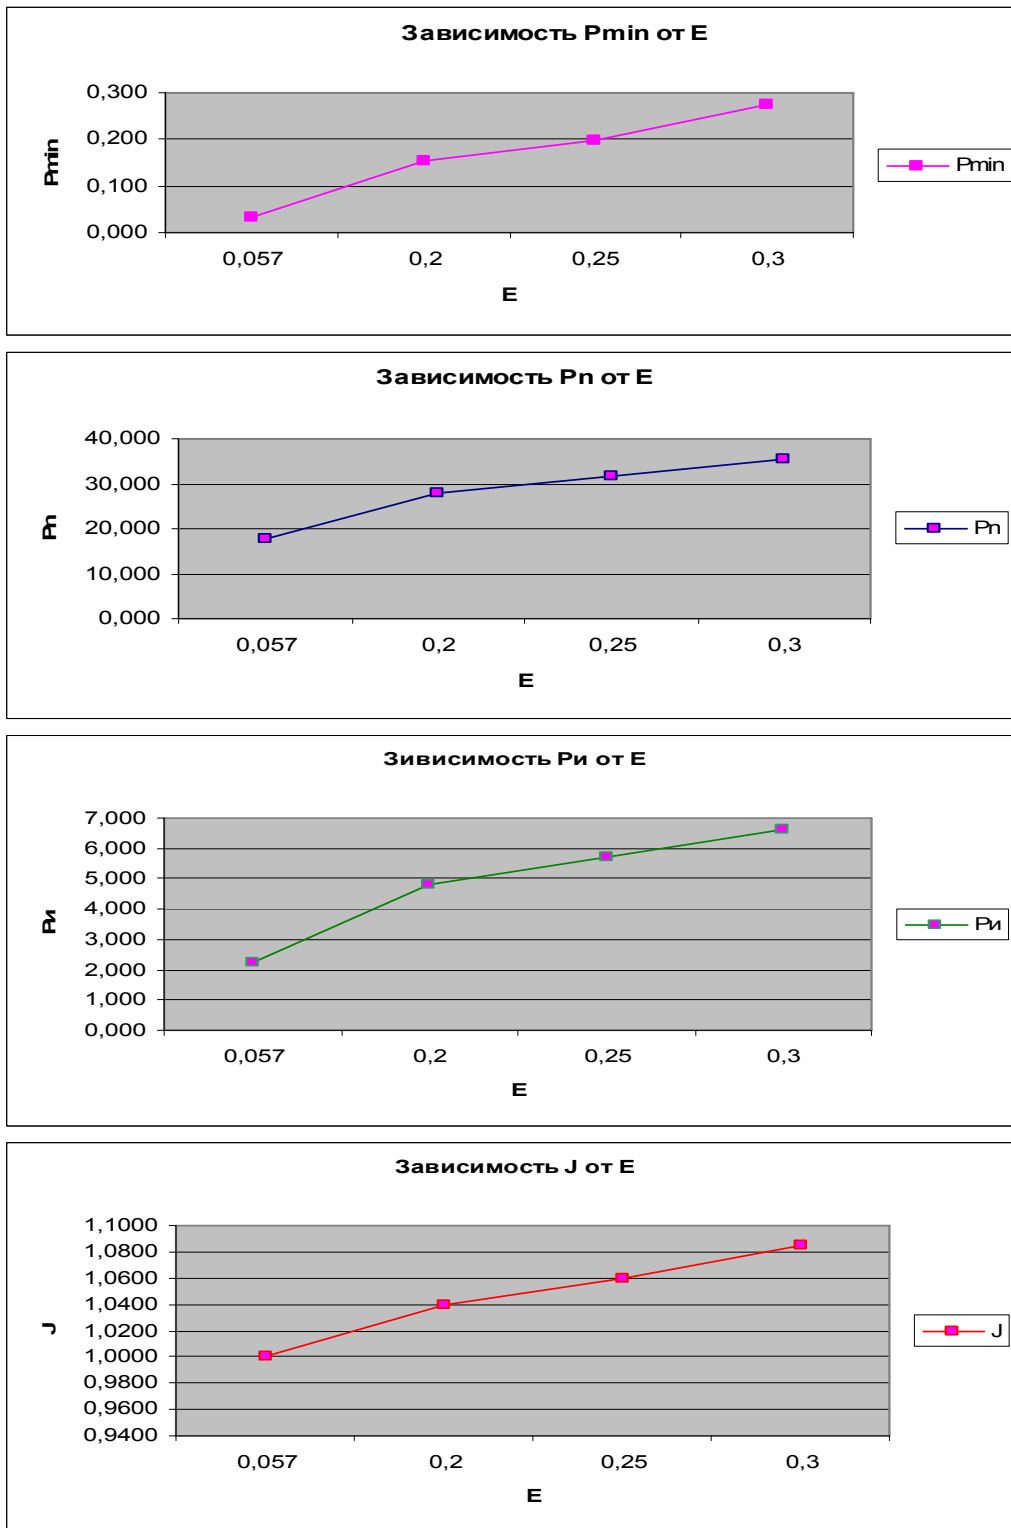 Зависимость Pmin от Е
0,300
0,200
0,100
0,000
Pmin
0,057 0,2 0,25 0,3
Е
Pmin
Зависимость Pn от Е
40,000
30,000
20,000
10,000
0,000
Pn
0,057 0,2 0,25 0,3
Е
Pn
Зивисимость Ри от Е
7,000
6,000
5,000
4,000
3,000
2,000
1,000
0,000
Ри
0,057 0,2 0,25 0,3
Е
Ри
Зависимость J от Е
1,1000
1,0800
1,0600
1,0400
1,0200
1,0000
0,9800
0,9600
0,9400
J
0,057 0,2 0,25 0,3
Е
J